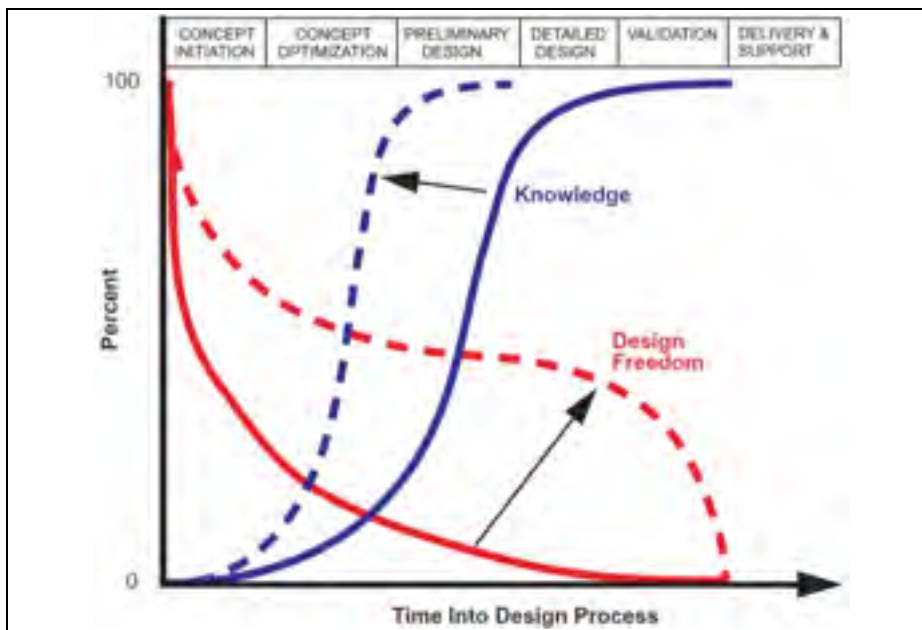 CONCEPT
INITIATION
CONCEPT
OPTIMIZATION
PRELIMINARY
DESIGN
DETAILED
DESIGN
VALIDATION
DELIVERY &
SUPPORT
100
Knowledge
Percent
Design
Freedom
0
Time Into Design Process